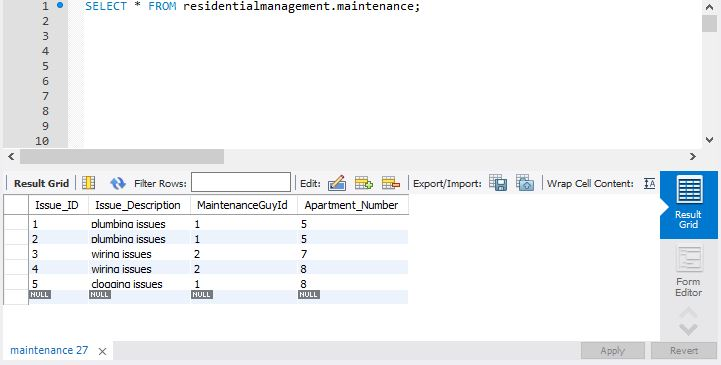 1 SELECT * FROM residentialmanagement.maintenance;
2
3
4
5
6
7
8
9
10
Result Grid Filter Rows: Edit: Export/Import: Wrap Cell Content: IA
Issue_ID Issue_Description MaintenanceGuyId Apartment_Number
1 plumbing issues 1 5
2 plumbing issues 1 5
3 wiring issues 2 7
4 wiring issues 2 8
5 clogging issues 1 8
NULL NULL NULL NULL
Result
Grid
Form
Editor
maintenance 27 x
Apply Revert